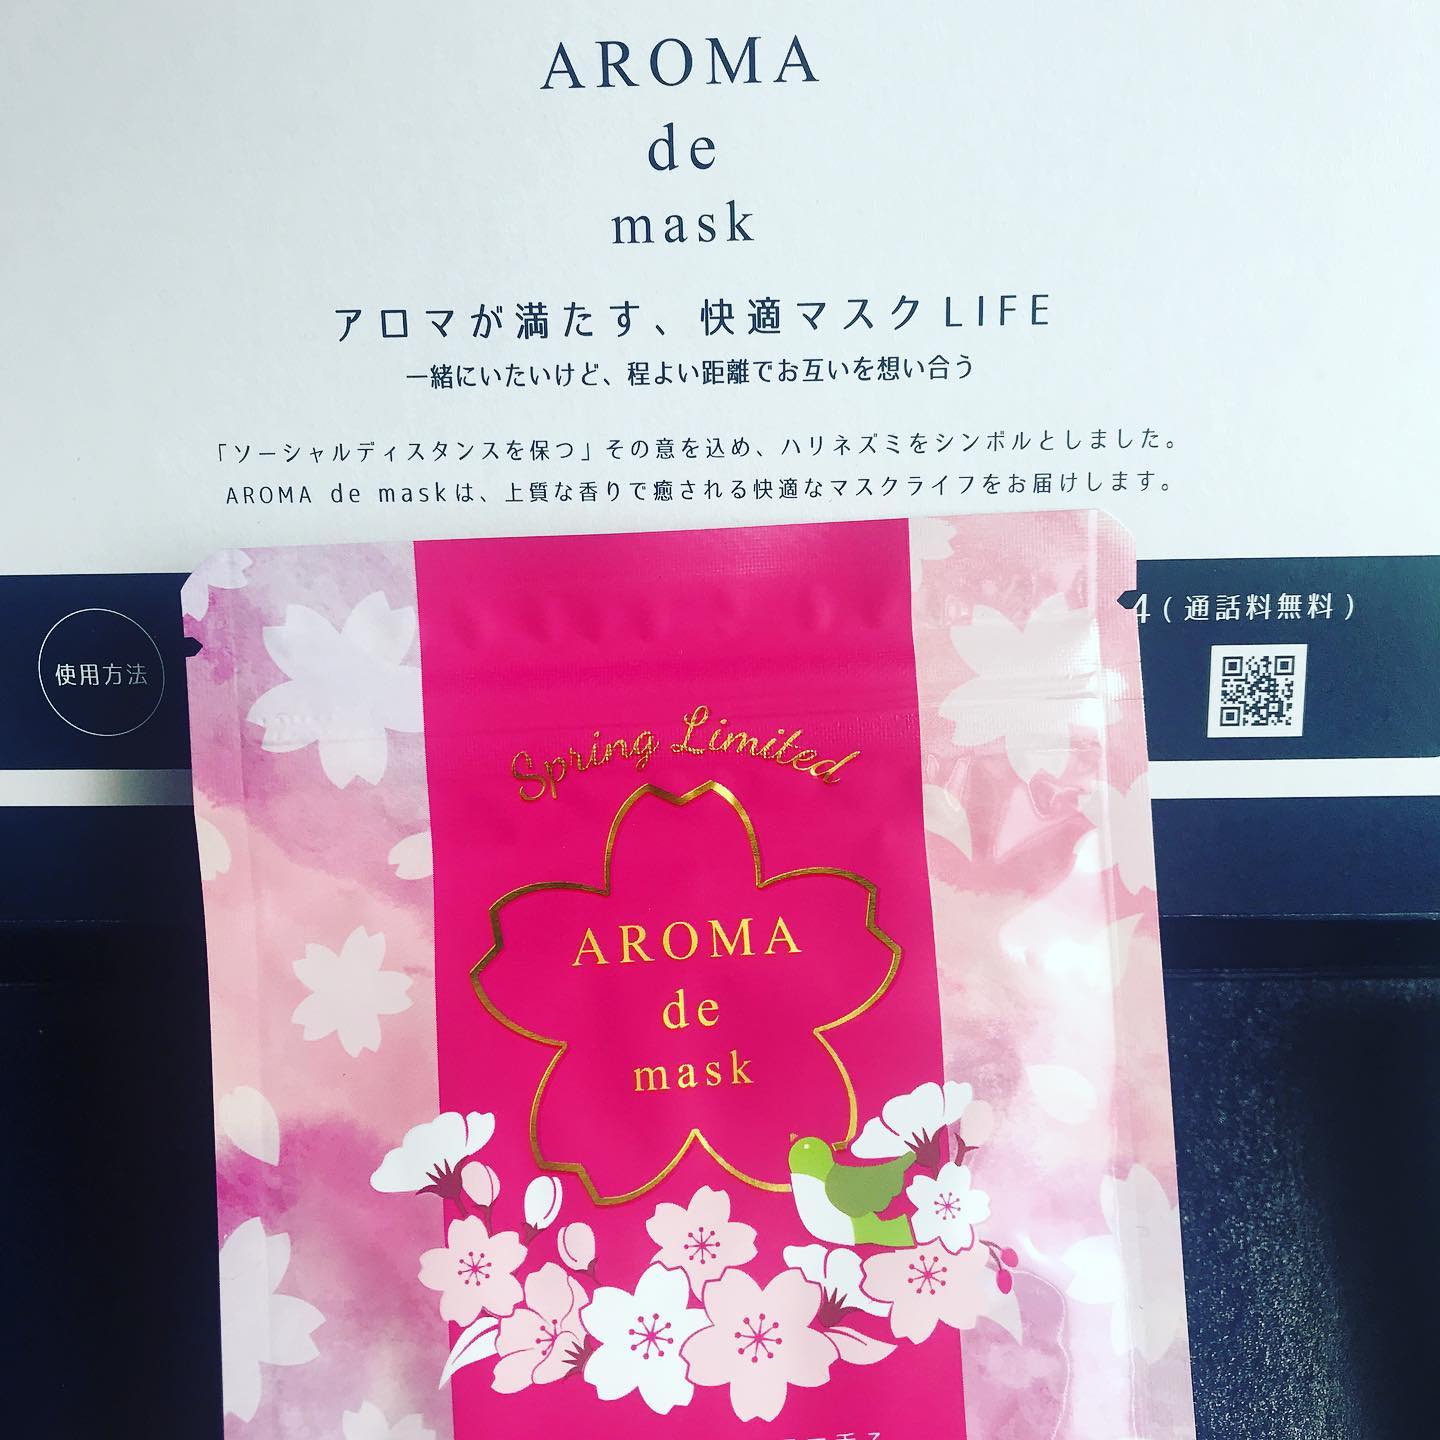 AROMA
de
mask
アロマが満たす、快適マスクLIFE
一緒にいたいけど、程よい距離でお互いを想い合う
「ソーシャルディスタンスを保つ」その意を込め、ハリネズミをシンボルとしました。
AROMA de maskは、上質な香りで癒される快適なマスクライフをお届けします。
使用方法
4(通話料無料)
Spring Limited
AROMA
de
mask